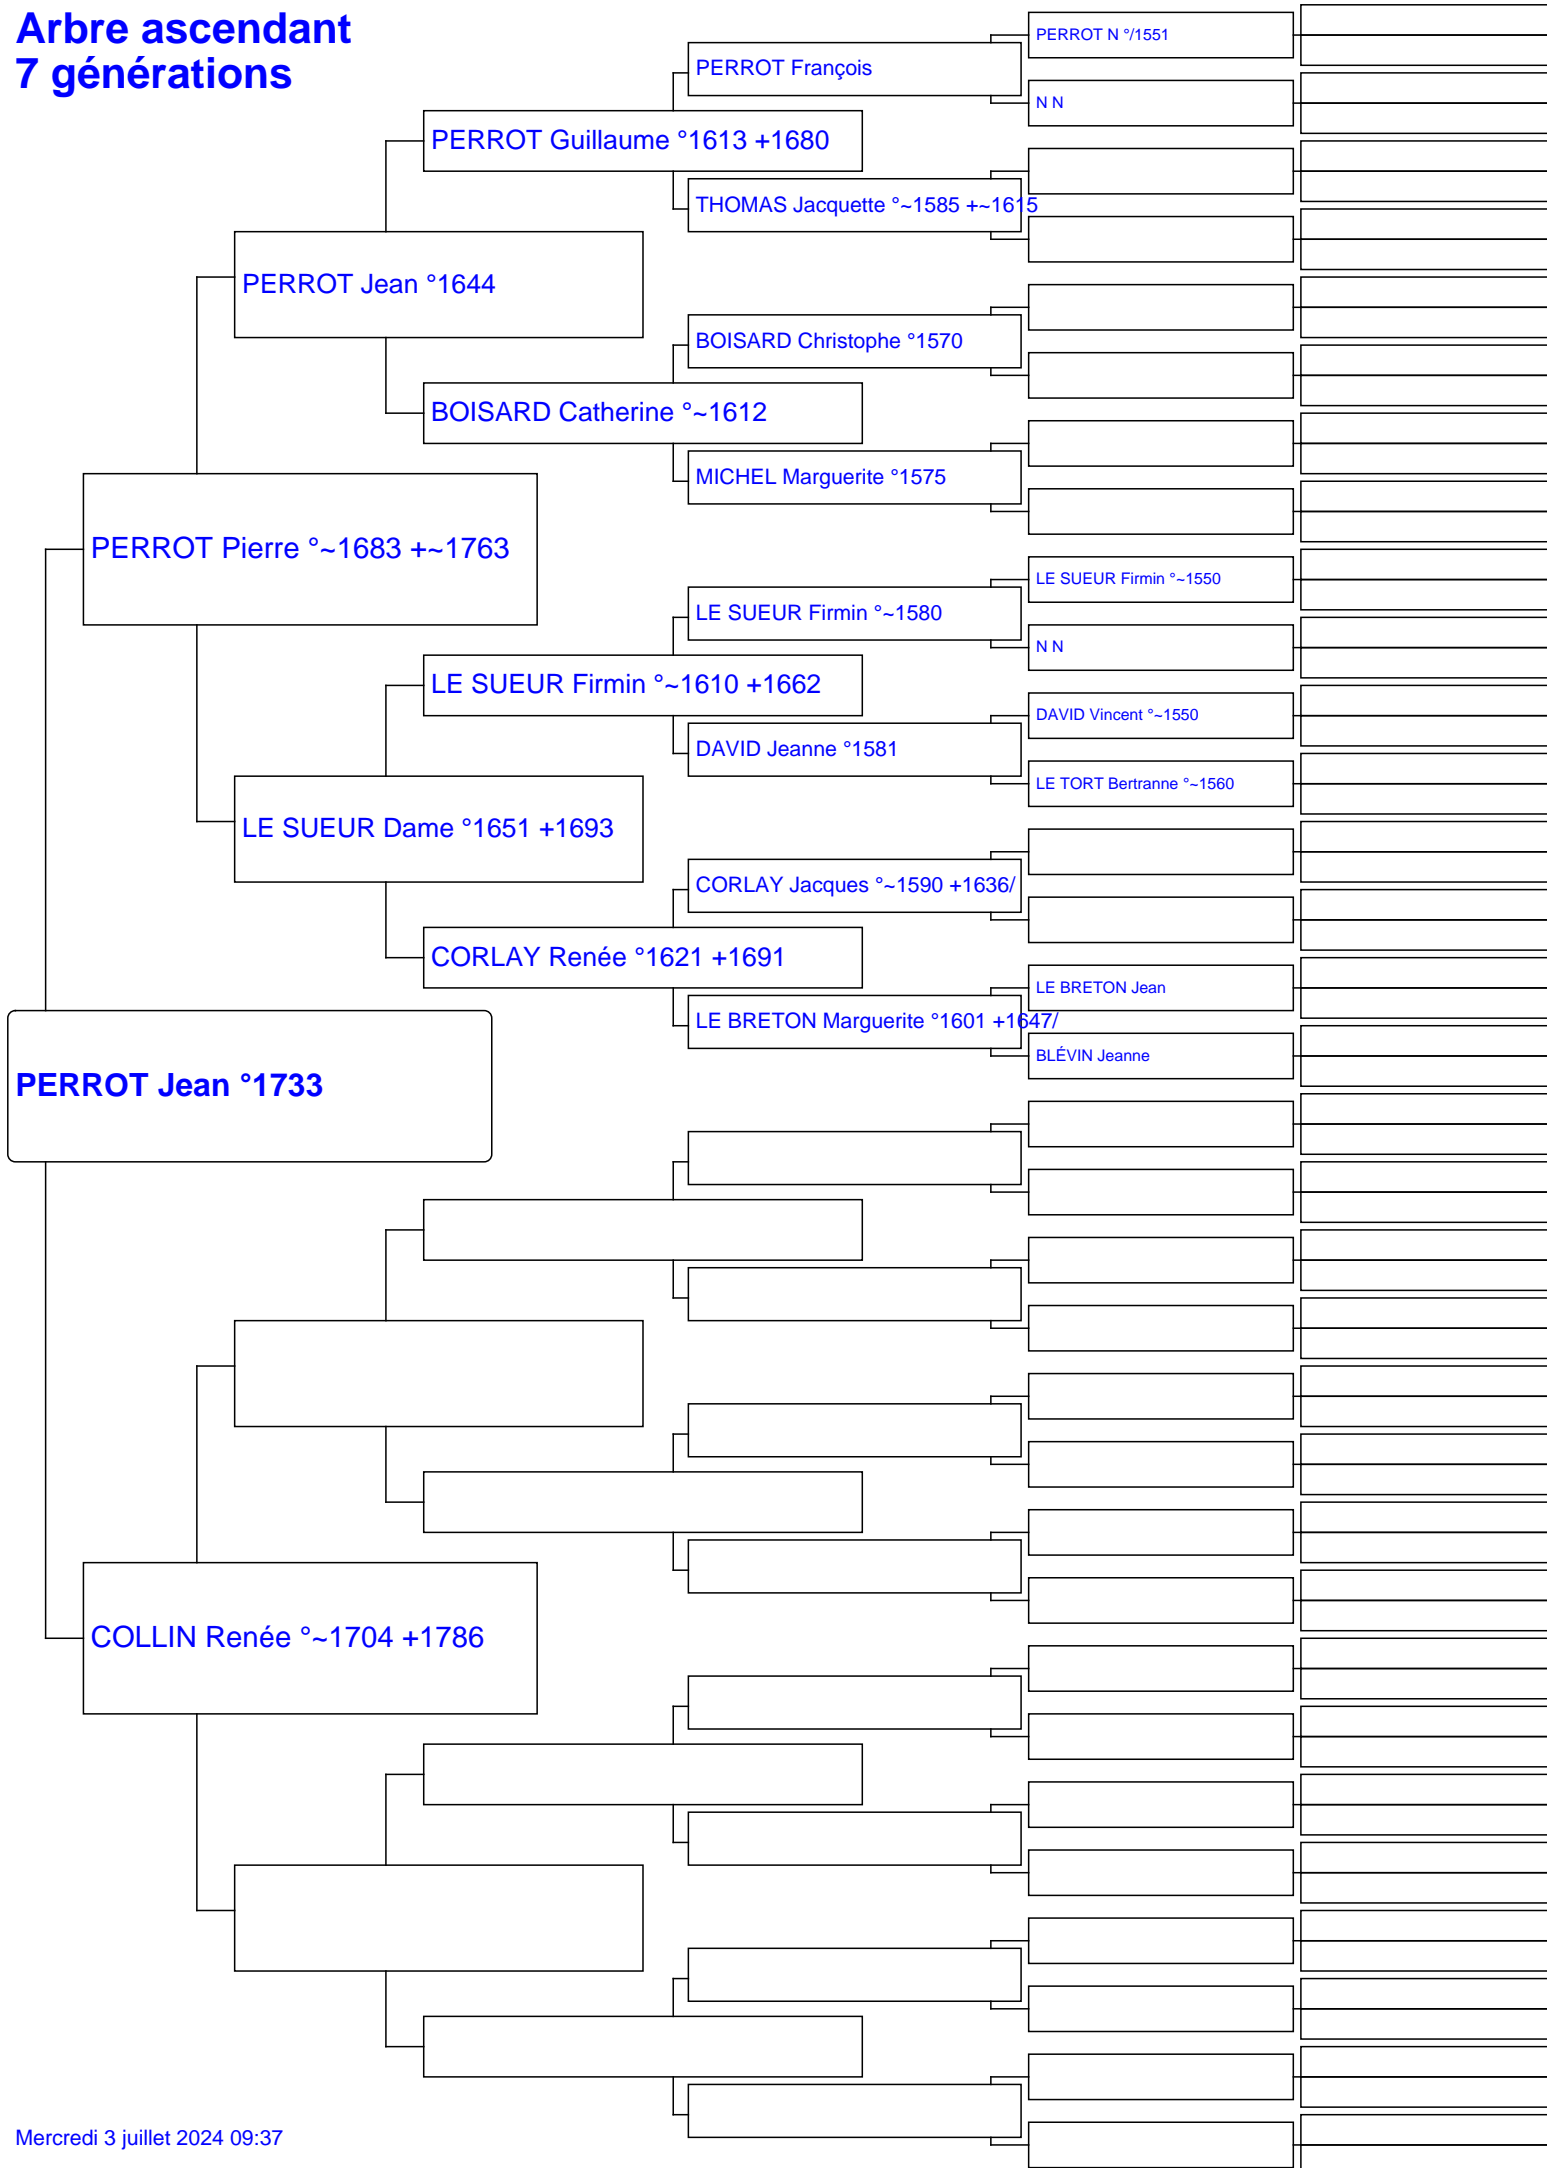 Arbre ascendant
7 générations
PERROT N °/1551
PERROT François
N N
PERROT Guillaume °1613 +1680
THOMAS Jacquette °~1585 +~1615
PERROT Jean °1644
BOISARD Christophe °1570
BOISARD Catherine °~1612
MICHEL Marguerite °1575
PERROT Pierre °~1683 +~1763
LE SUEUR Firmin °~1550
LE SUEUR Firmin °~1580
N N
LE SUEUR Firmin °~1610 +1662
DAVID Vincent °~1550
DAVID Jeanne °1581
LE TORT Bertranne °~1560
LE SUEUR Dame °1651 +1693
CORLAY Jacques °~1590 +1636/
CORLAY Renée °1621 +1691
LE BRETON Jean
LE BRETON Marguerite °1601 +1647/
BLÉVIN Jeanne
PERROT Jean °1733
COLLIN Renée °~1704 +1786
Mercredi 3 juillet 2024 09:37